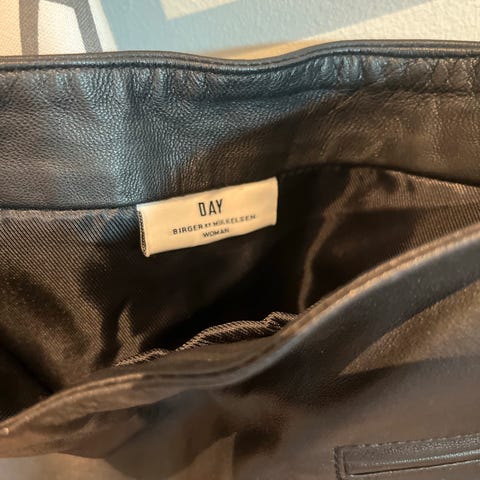 DAY
BIRGER ET MIKKELSEN
WOMAN